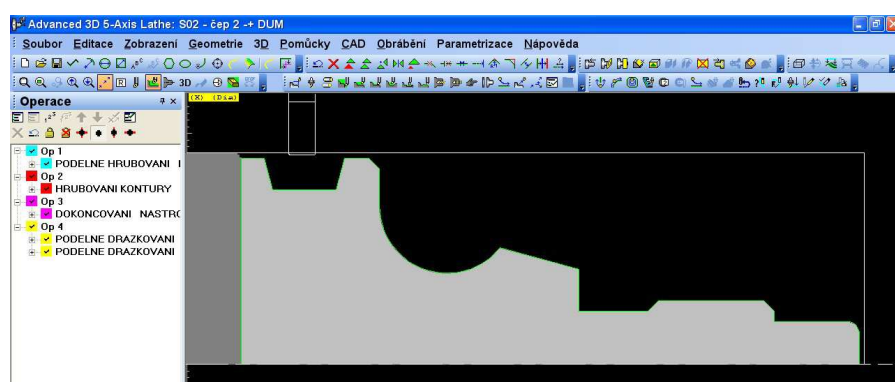 Advanced 3D 5-Axis Lathe: S02 - čep 2 -+ DUM
Soubor Editace Zobrazení Geometrie 3D Pomůcky CAD Obrábění Parametrizace Nápověda
3D
Operace
(X) (Dia)
Op 1
PODELNE HRUBOVANI
Op 2
HRUBOVANI KONTURY
Op 3
DOKONCOVANI NASTRO
Op 4
PODELNE DRAZKOVANI
PODELNE DRAZKOVANI